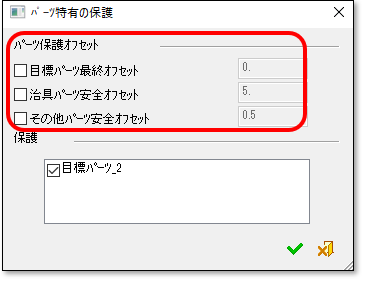 ﾊﾟｰﾂ特有の保護
パーツ保護オフセット
目標パーツ最終オフセット 0.
治具パーツ安全オフセット 5.
その他パーツ安全オフセット 0.5
保護
目標パーツ_2